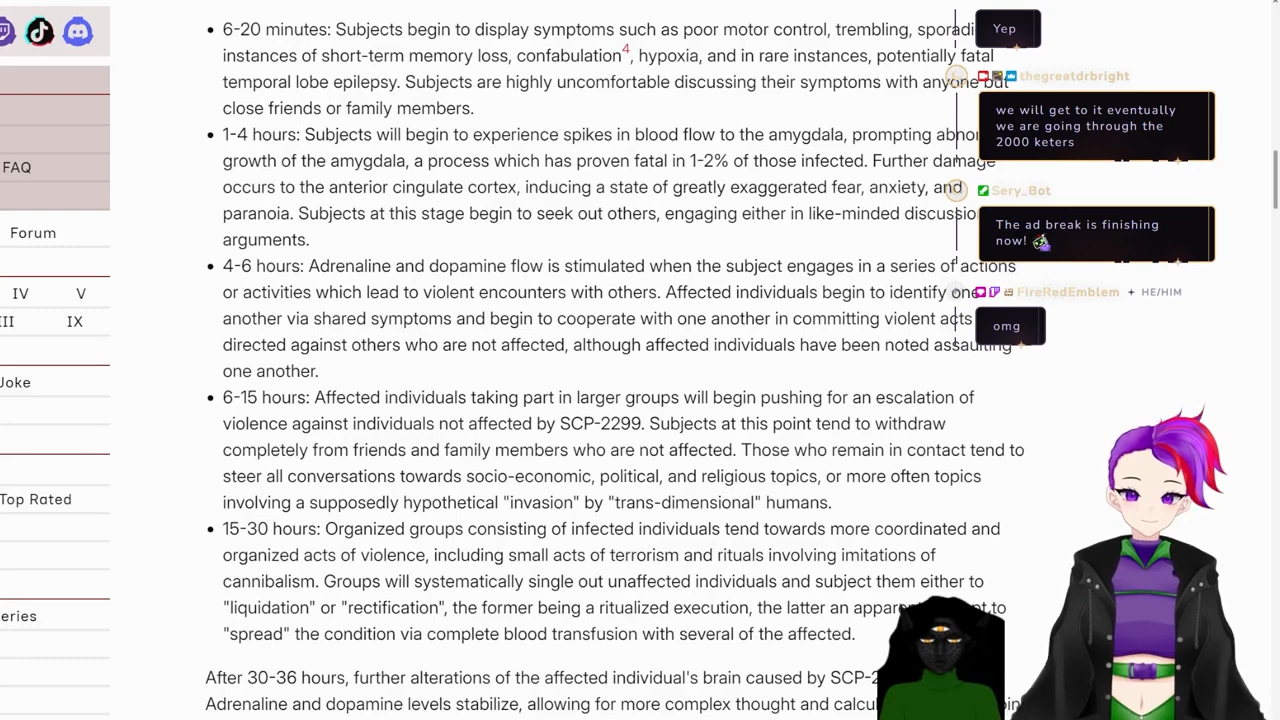 FAQ
Forum
IV V
III IX
Joke
Top Rated
eries
6-20 minutes: Subjects begin to display symptoms such as poor motor control, trembling, sporadi
instances of short-term memory loss, confabulation4, hypoxia, and in rare instances, potentially fatal
temporal lobe epilepsy. Subjects are highly uncomfortable discussing their symptoms with anyone but
close friends or family members.
1-4 hours: Subjects will begin to experience spikes in blood flow to the amygdala, prompting abnor
growth of the amygdala, a process which has proven fatal in 1-2% of those infected. Further damage
occurs to the anterior cingulate cortex, inducing a state of greatly exaggerated fear, anxiety, and
paranoia. Subjects at this stage begin to seek out others, engaging either in like-minded discussion
arguments.
4-6 hours: Adrenaline and dopamine flow is stimulated when the subject engages in a series of actions
or activities which lead to violent encounters with others. Affected individuals begin to identify one
another via shared symptoms and begin to cooperate with one another in committing violent acts
directed against others who are not affected, although affected individuals have been noted assaulting
one another.
6-15 hours: Affected individuals taking part in larger groups will begin pushing for an escalation of
violence against individuals not affected by SCP-2299. Subjects at this point tend to withdraw
completely from friends and family members who are not affected. Those who remain in contact tend to
steer all conversations towards socio-economic, political, and religious topics, or more often topics
involving a supposedly hypothetical "invasion" by "trans-dimensional" humans.
15-30 hours: Organized groups consisting of infected individuals tend towards more coordinated and
organized acts of violence, including small acts of terrorism and rituals involving imitations of
cannibalism. Groups will systematically single out unaffected individuals and subject them either to
"liquidation" or "rectification", the former being a ritualized execution, the latter an appare to
"spread" the condition via complete blood transfusion with several of the affected.
After 30-36 hours, further alterations of the affected individual's brain caused by SCP-2
Adrenaline and dopamine levels stabilize, allowing for more complex thought and calcu
Yep
thegreatdrbright
we will get to it eventually
we are going through the
2000 keters
Sery_Bot
The ad break is finishing
now!
FireRedEmblem HE/HIM
omg